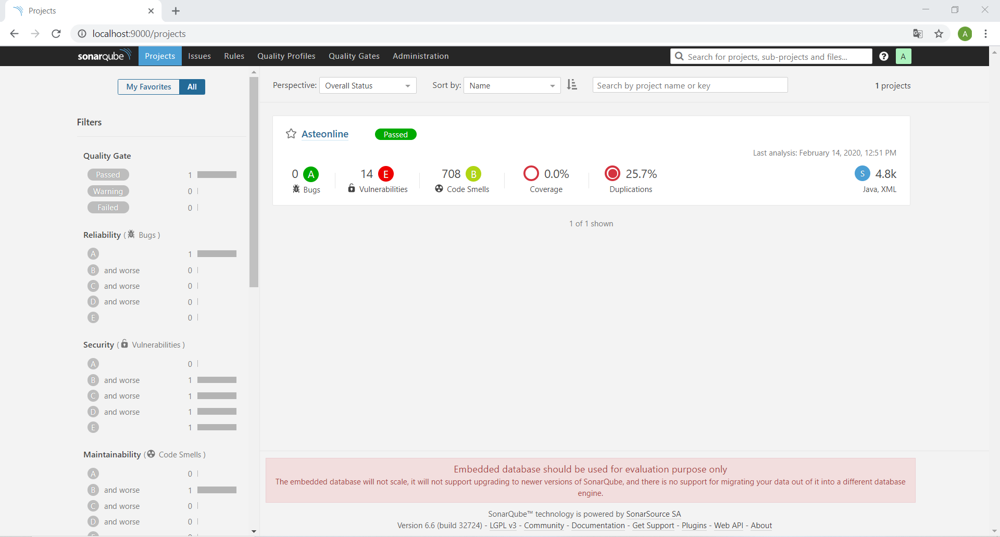 Projects
localhost:9000/projects
A
sonarqube Projects Issues Rules Quality Profiles Quality Gates Administration Search for projects, sub-projects and files... ? A
My Favorites All
Perspective: Overall Status Sort by: Name Search by project name or key 1 projects
Filters
Quality Gate
Passed 1
Warning 0
Failed 0
Reliability ( Bugs )
A 1
B and worse 0
C and worse 0
D and worse 0
E 0
Security ( Vulnerabilities )
A 0
B and worse 1
C and worse 1
D and worse 1
E 1
Maintainability ( Code Smells )
A 0
B and worse 1
C and worse 0
D and worse 0
Asteonline Passed
Last analysis: February 14, 2020, 12:51 PM
0 A 14 E 708 B 0.0% 25.7% S 4.8k
Bugs Vulnerabilities Code Smells Coverage Duplications Java, XML
1 of 1 shown
Embedded database should be used for evaluation purpose only
The embedded database will not scale, it will not support upgrading to newer versions of SonarQube, and there is no support for migrating your data out of it into a different database
engine.
SonarQube™ technology is powered by SonarSource SA
Version 6.6 (build 32724) - LGPL v3 - Community - Documentation - Get Support - Plugins - Web API - About